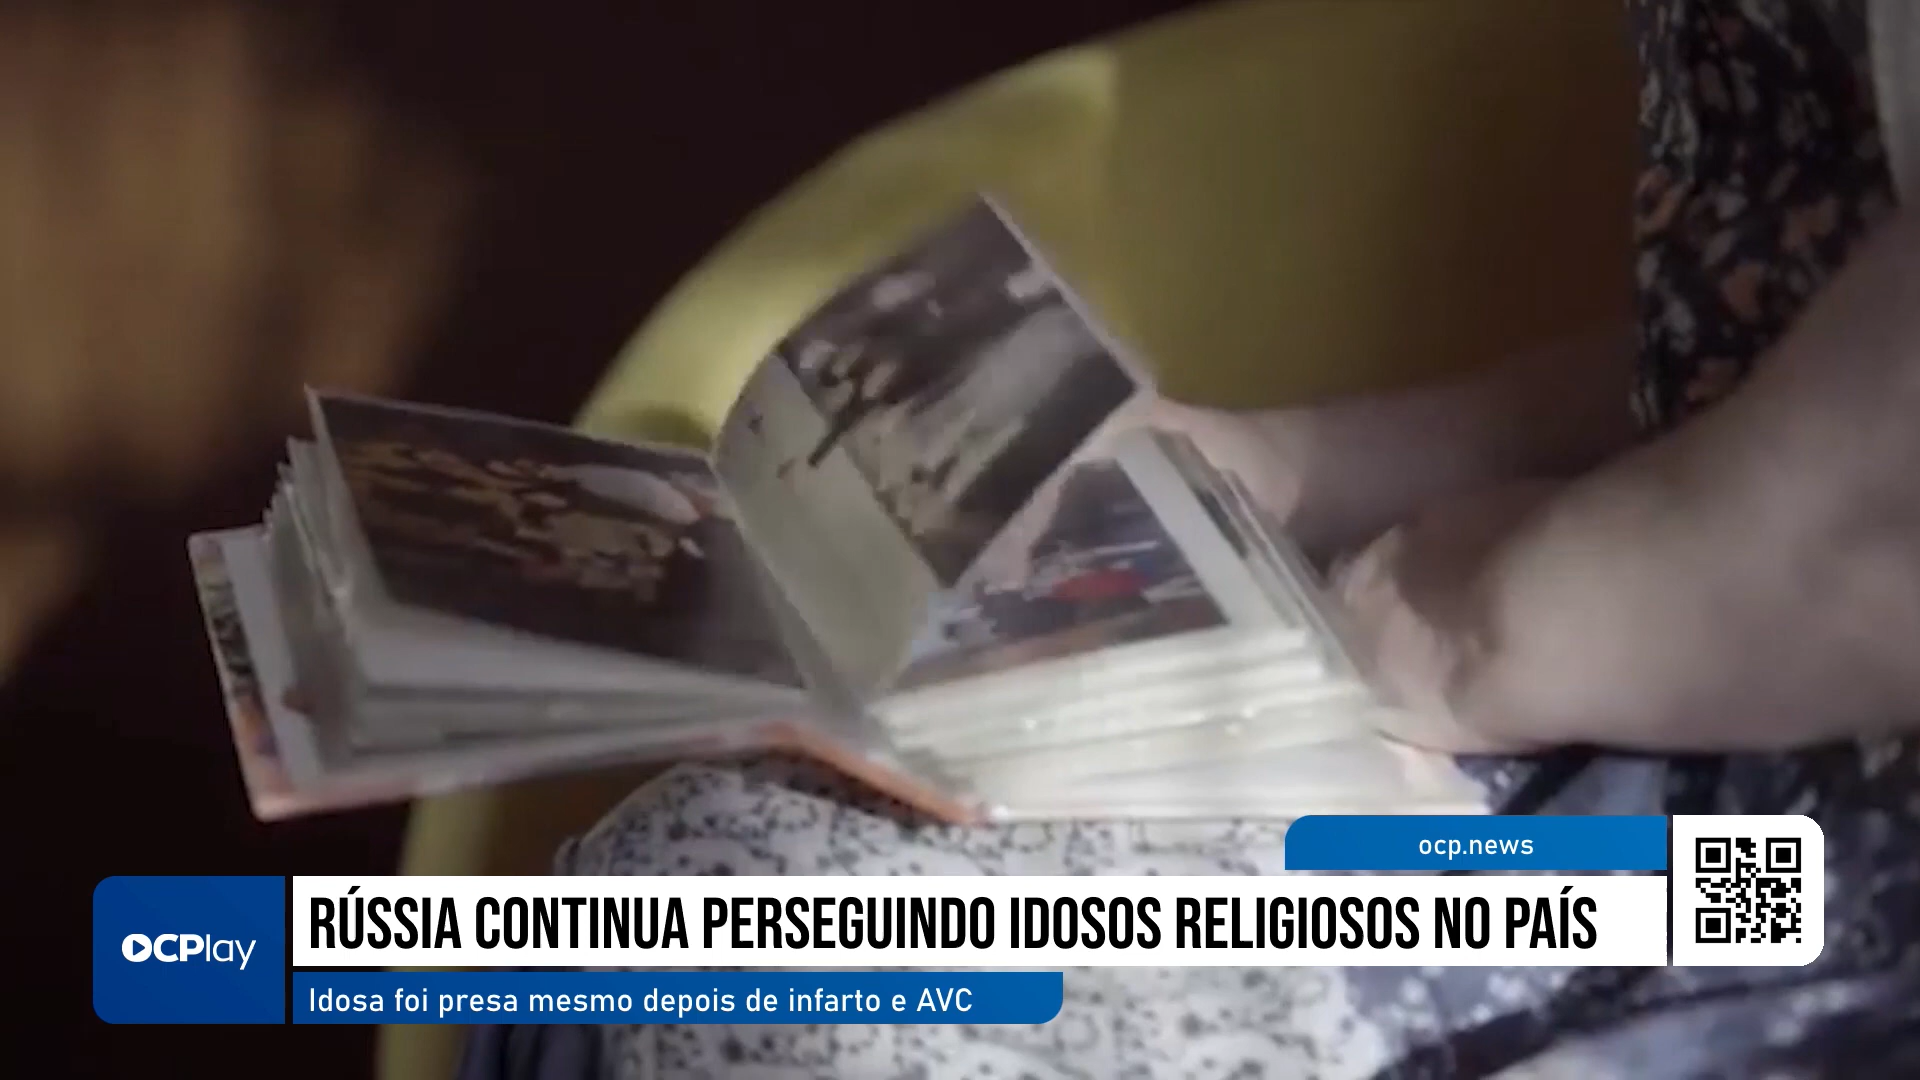 ocp.news
RÚSSIA CONTINUA PERSEGUINDO IDOSOS RELIGIOSOS NO PAÍS
OCPlay
Idosa foi presa mesmo depois de infarto e AVC